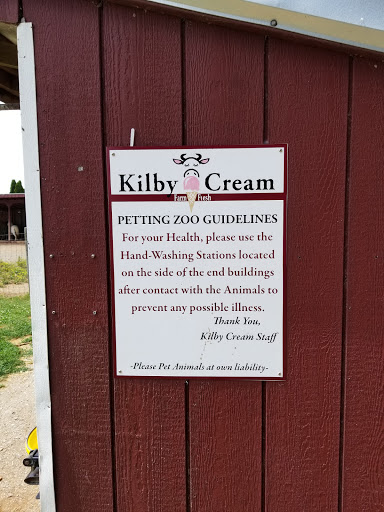 Kilby Cream
Farm Fresh
PETTING ZOO GUIDELINES
For your Health, please use the
Hand-Washing Stations located
on the side of the end buildings
after contact with the Animals to
prevent any possible illness.
Thank You,
Kilby Cream Staff
-Please Pet Animals at own liability-